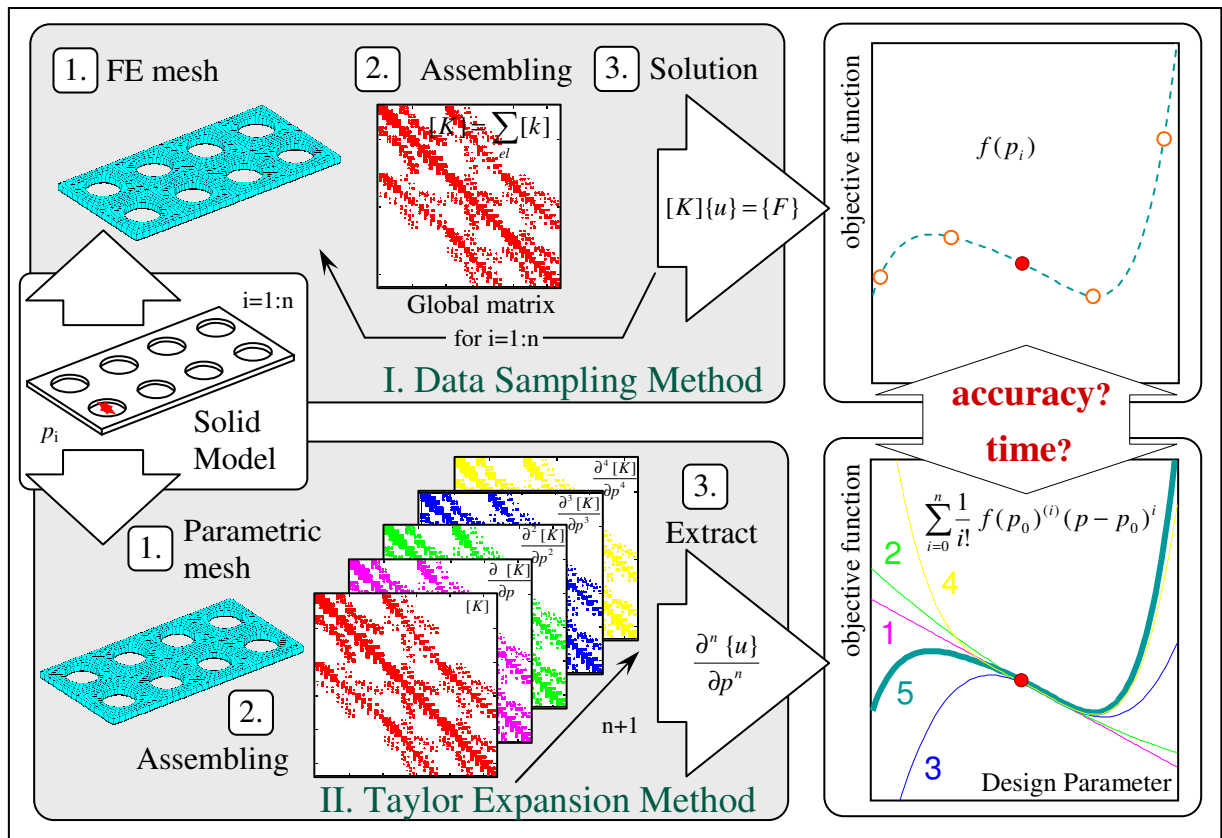 1. FE mesh
2. Assembling
[K] = ∑ [k]
el
Global matrix
3. Solution
[K]{u} = {F}
for i=1:n
I. Data Sampling Method
objective function
f(p_i)
i=1:n
p_i
Solid
Model
accuracy?
time?
1. Parametric
mesh
2.
Assembling
[K]
∂ [K]
∂p
∂² [K]
∂p²
∂³ [K]
∂p³
∂⁴ [K]
∂p⁴
n+1
3.
Extract
∂ⁿ {u}
∂pⁿ
II. Taylor Expansion Method
objective function
n
∑ 1/i! f(p₀)^(i) (p − p₀)^i
i=0
2
4
1
5
3
Design Parameter